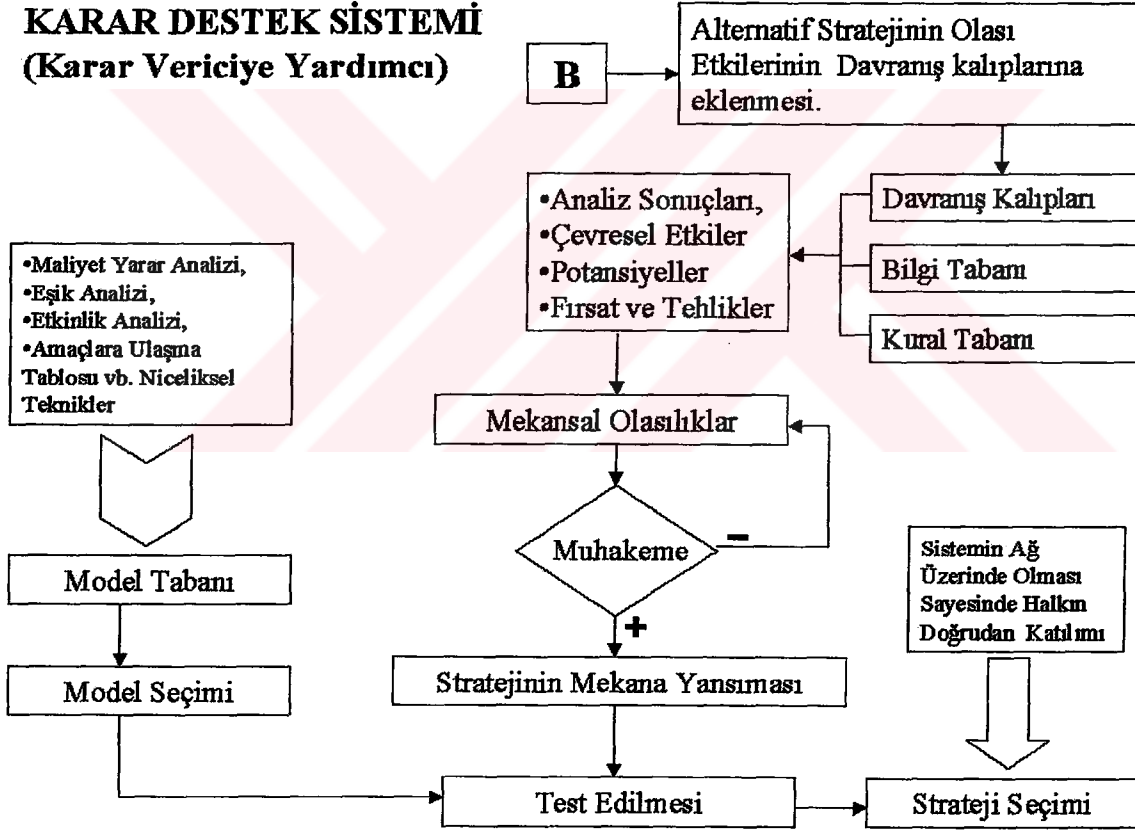 KARAR DESTEK SİSTEMİ
(Karar Vericiye Yardımcı)
B
Alternatif Stratejinin Olası
Etkilerinin Davranış kalıplarına
eklenmesi.
Davranış Kalıpları
Bilgi Tabanı
Kural Tabanı
•Analiz Sonuçları,
•Çevresel Etkiler
•Potansiyeller
•Fırsat ve Tehlikler
•Maliyet Yarar Analizi,
•Eşik Analizi,
•Etkinlik Analizi,
•Amaçlara Ulaşma
Tablosu vb. Niceliksel
Teknikler
Mekansal Olasılıklar
Muhakeme
-
+
Model Tabanı
Model Seçimi
Stratejinin Mekana Yansıması
Sistemin Ağ
Üzerinde Olması
Sayesinde Halkın
Doğrudan Katılımı
Test Edilmesi
Strateji Seçimi